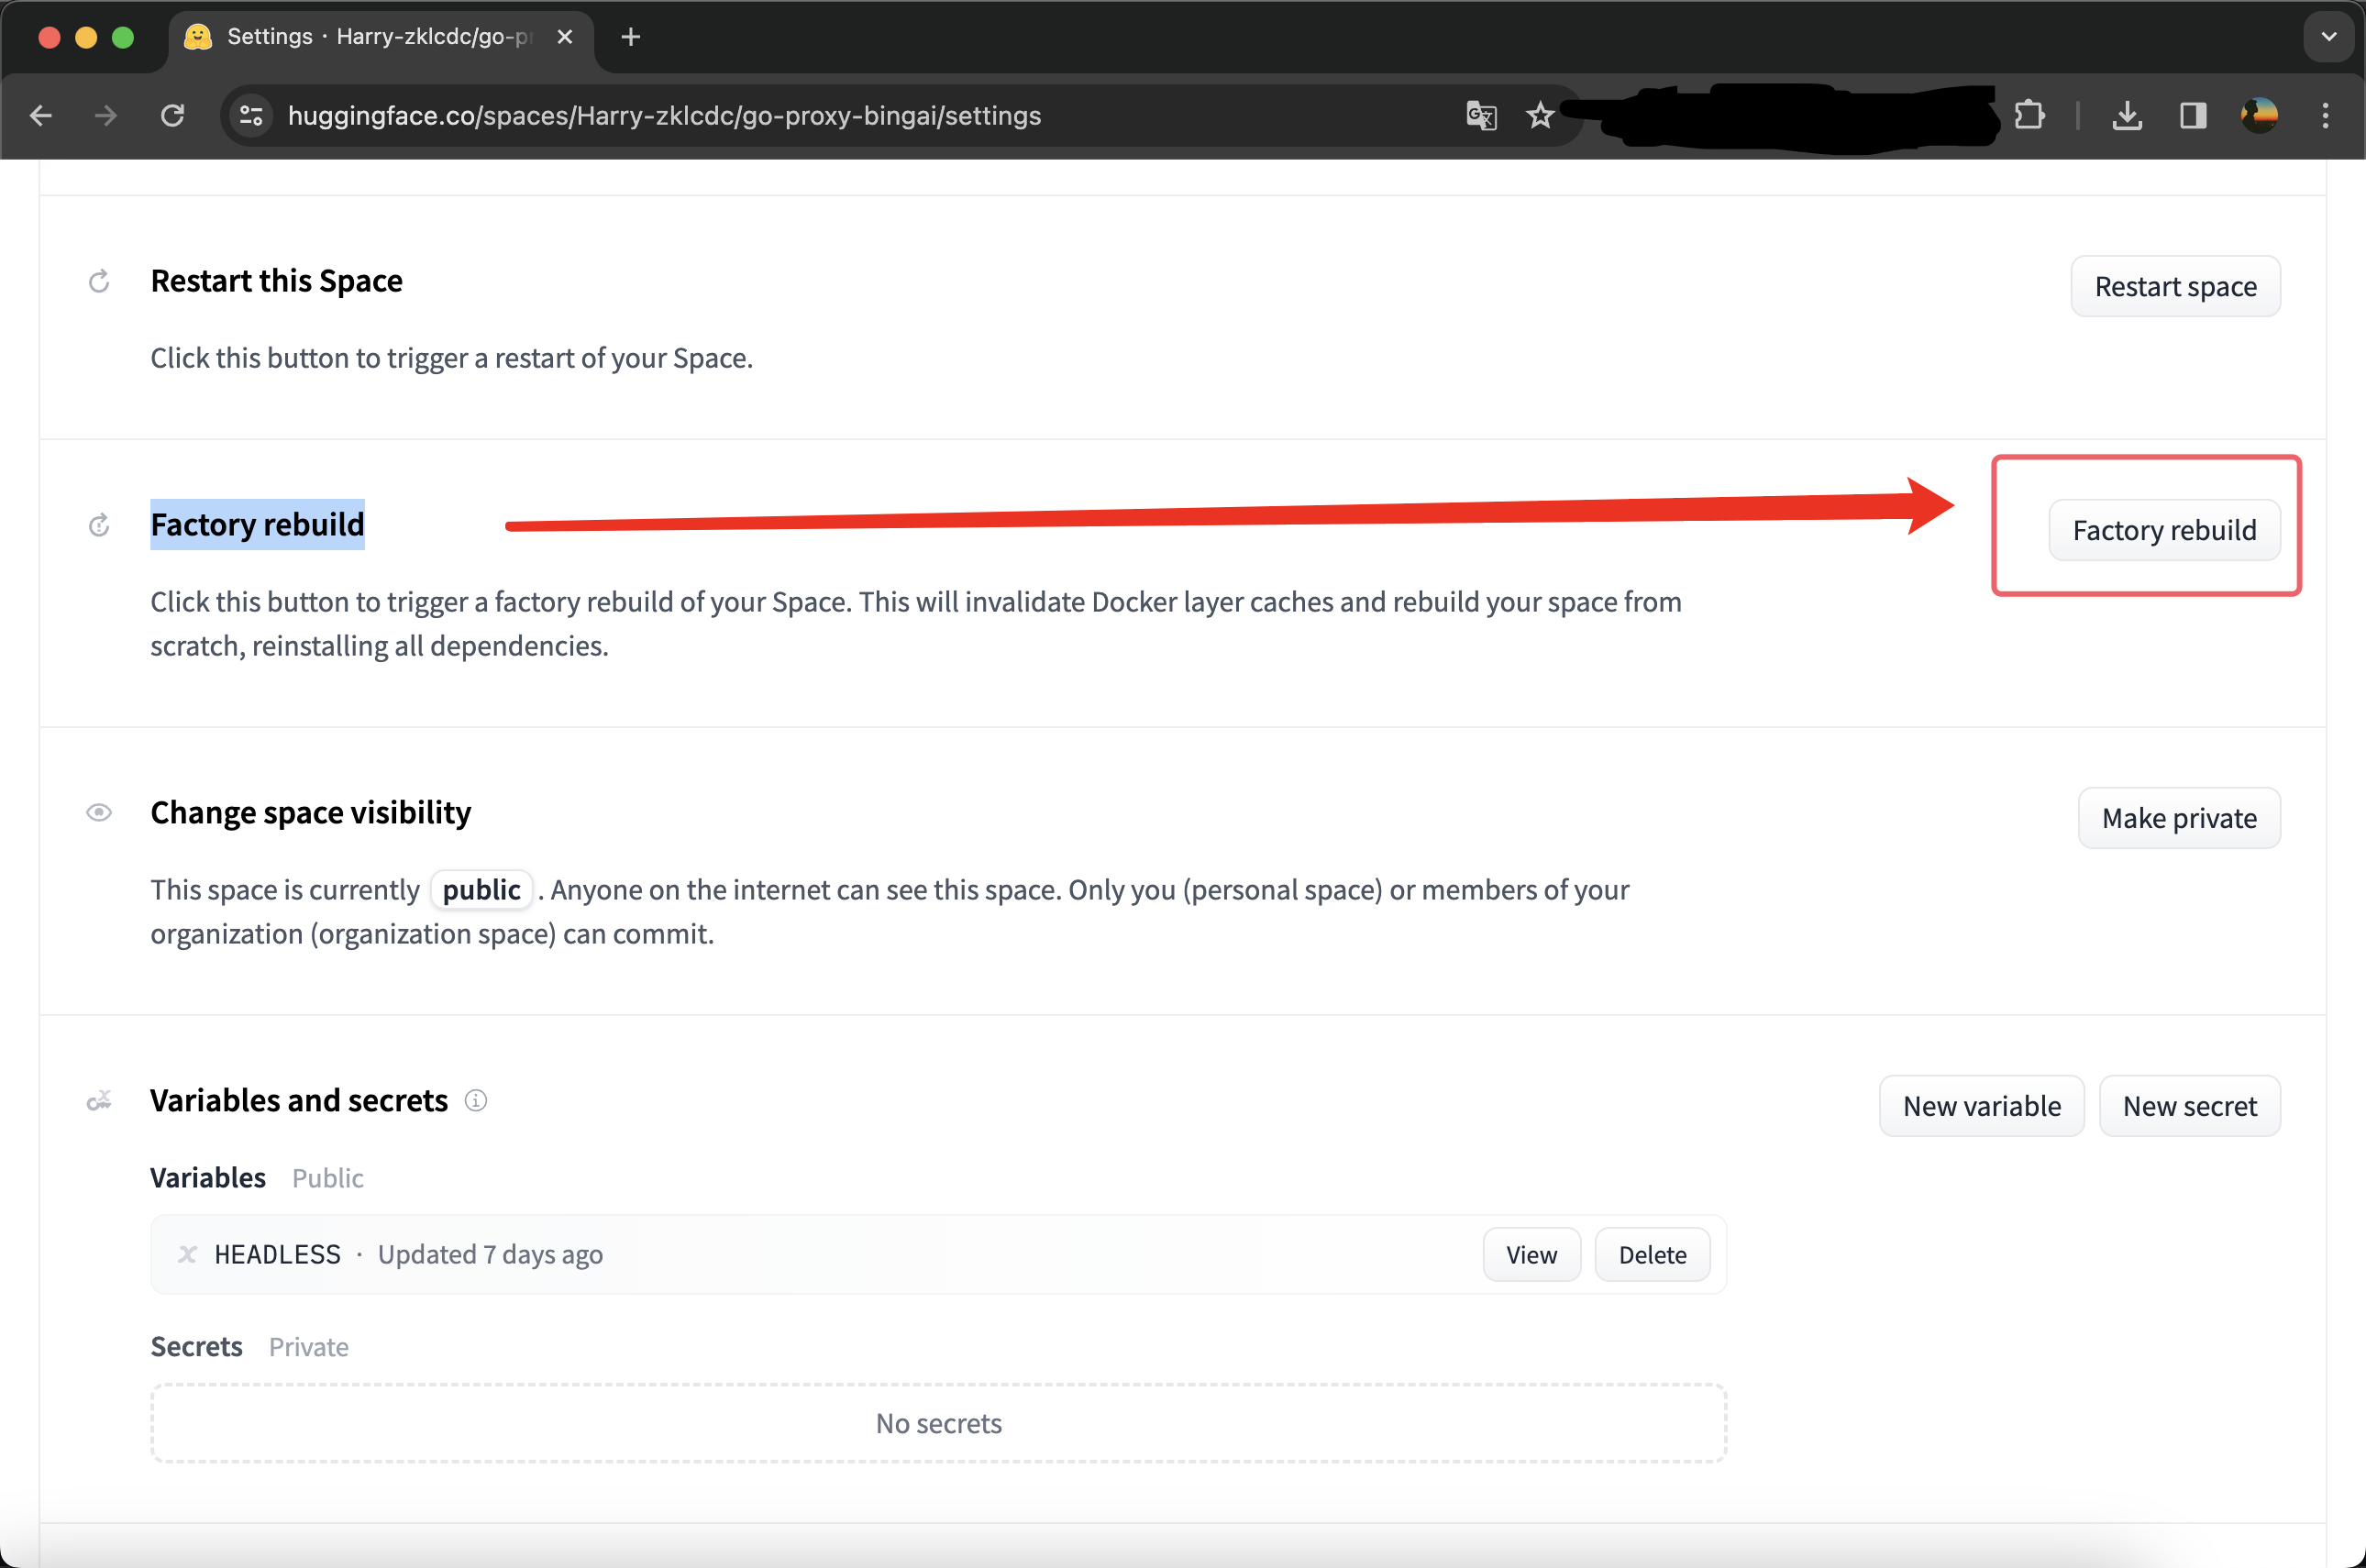 Settings · Harry-zklcdc/go-pr
huggingface.co/spaces/Harry-zklcdc/go-proxy-bingai/settings
Restart this Space
Restart space
Click this button to trigger a restart of your Space.
Factory rebuild
Factory rebuild
Click this button to trigger a factory rebuild of your Space. This will invalidate Docker layer caches and rebuild your space from
scratch, reinstalling all dependencies.
Change space visibility
Make private
This space is currently public . Anyone on the internet can see this space. Only you (personal space) or members of your
organization (organization space) can commit.
Variables and secrets
New variable
New secret
Variables Public
HEADLESS · Updated 7 days ago
View
Delete
Secrets Private
No secrets